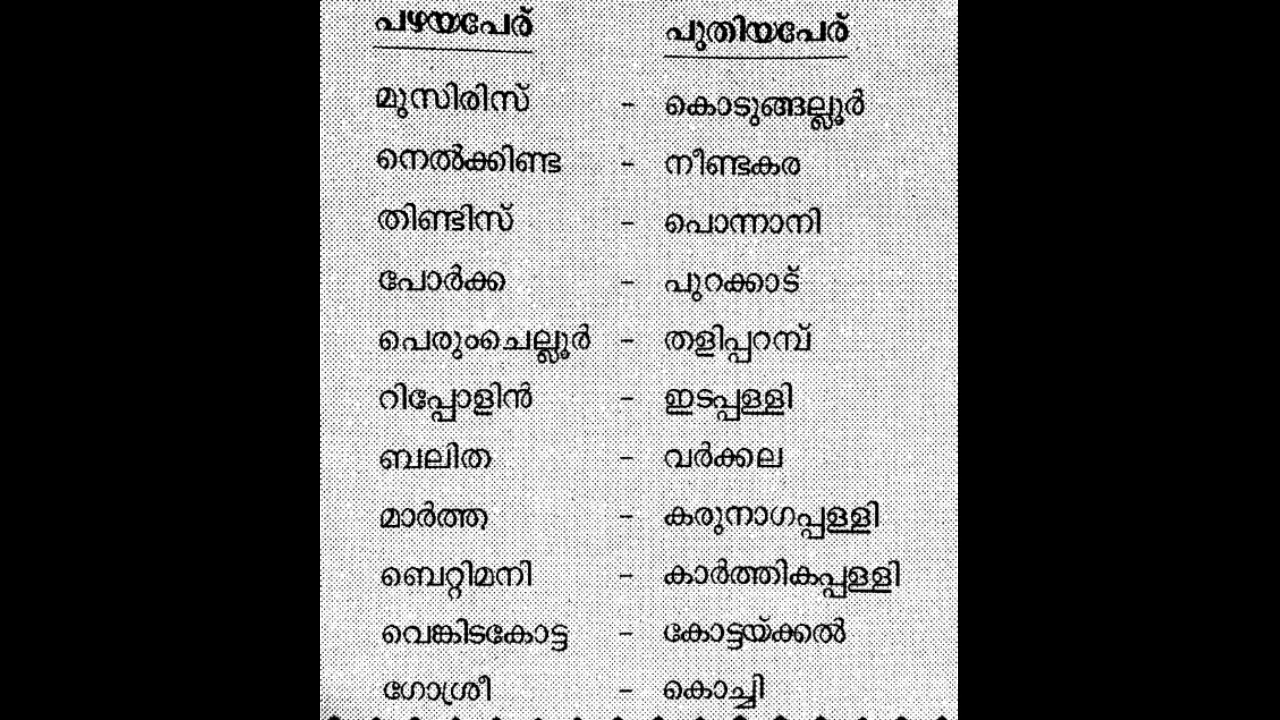 പഴയപേര് പുതിയപേര്
മുസിരിസ് - കൊടുങ്ങല്ലൂർ
നെൽക്കിണ്ട - നീണ്ടകര
തിണ്ടിസ് - പൊന്നാനി
പോർക്ക - പുറക്കാട്
പെരുംചെല്ലൂർ - തളിപ്പറമ്പ്
റിപ്പോളിൻ - ഇടപ്പള്ളി
ബലിത - വർക്കല
മാർത്ത - കരുനാഗപ്പള്ളി
ബെറ്റിമനി - കാർത്തികപ്പള്ളി
വെങ്കിടകോട്ട - കോട്ടയ്ക്കൽ
ഗോശ്രീ - കൊച്ചി